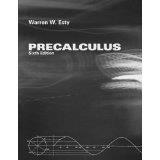 Warren W. Esty
PRECALCULUS
Sixth Edition